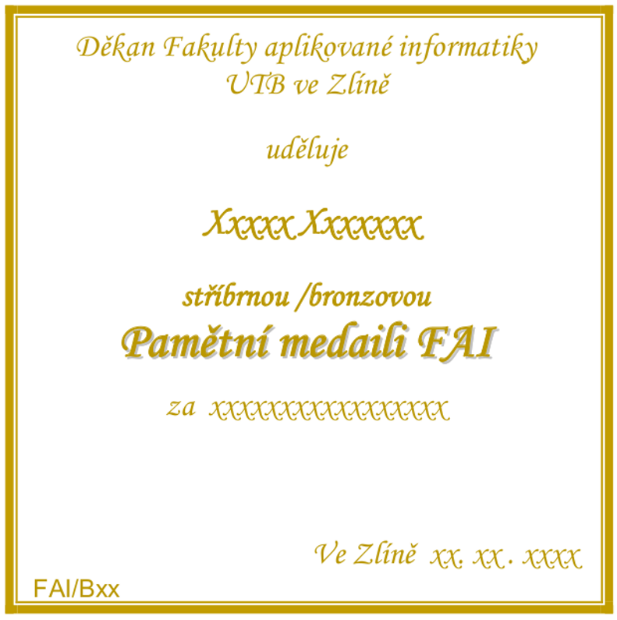 Děkan Fakulty aplikované informatiky
UTB ve Zlíně
uděluje
Xxxxx Xxxxxxx
stříbrnou /bronzovou
Pamětní medaili FAI
za xxxxxxxxxxxxxxxxx
Ve Zlíně xx. xx . xxxx
FAI/Bxx